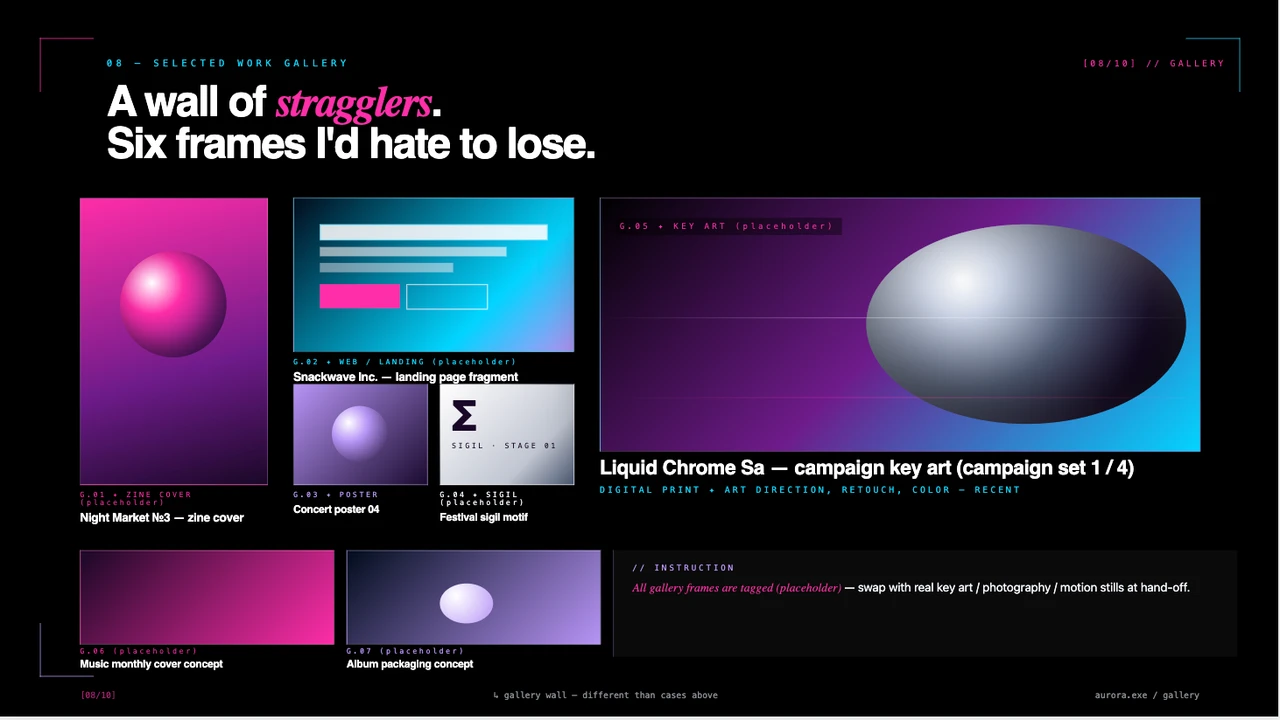 08 — SELECTED WORK GALLERY
[08/10] // GALLERY
A wall of stragglers.
Six frames I'd hate to lose.
G.01 ✦ ZINE COVER
(placeholder)
Night Market №3 — zine cover
G.02 ✦ WEB / LANDING (placeholder)
Snackwave Inc. — landing page fragment
G.03 ✦ POSTER
Concert poster 04
Σ
SIGIL · STAGE 01
G.04 ✦ SIGIL
(placeholder)
Festival sigil motif
G.05 ✦ KEY ART (placeholder)
Liquid Chrome Sa — campaign key art (campaign set 1 / 4)
DIGITAL PRINT ✦ ART DIRECTION, RETOUCH, COLOR — RECENT
G.06 (placeholder)
Music monthly cover concept
G.07 (placeholder)
Album packaging concept
// INSTRUCTION
All gallery frames are tagged (placeholder) — swap with real key art / photography / motion stills at hand-off.
[08/10]
↳ gallery wall — different than cases above
aurora.exe / gallery